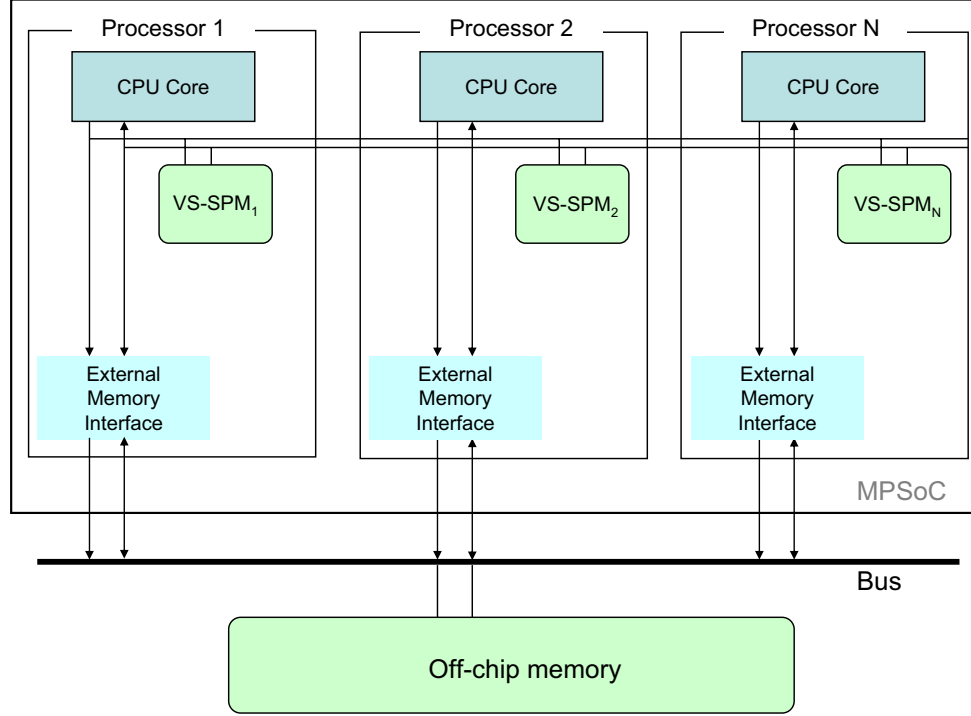 Processor 1
Processor 2
Processor N
CPU Core
CPU Core
CPU Core
VS-SPM₁
VS-SPM₂
VS-SPMN
External
Memory
Interface
External
Memory
Interface
External
Memory
Interface
MPSoC
Bus
Off-chip memory